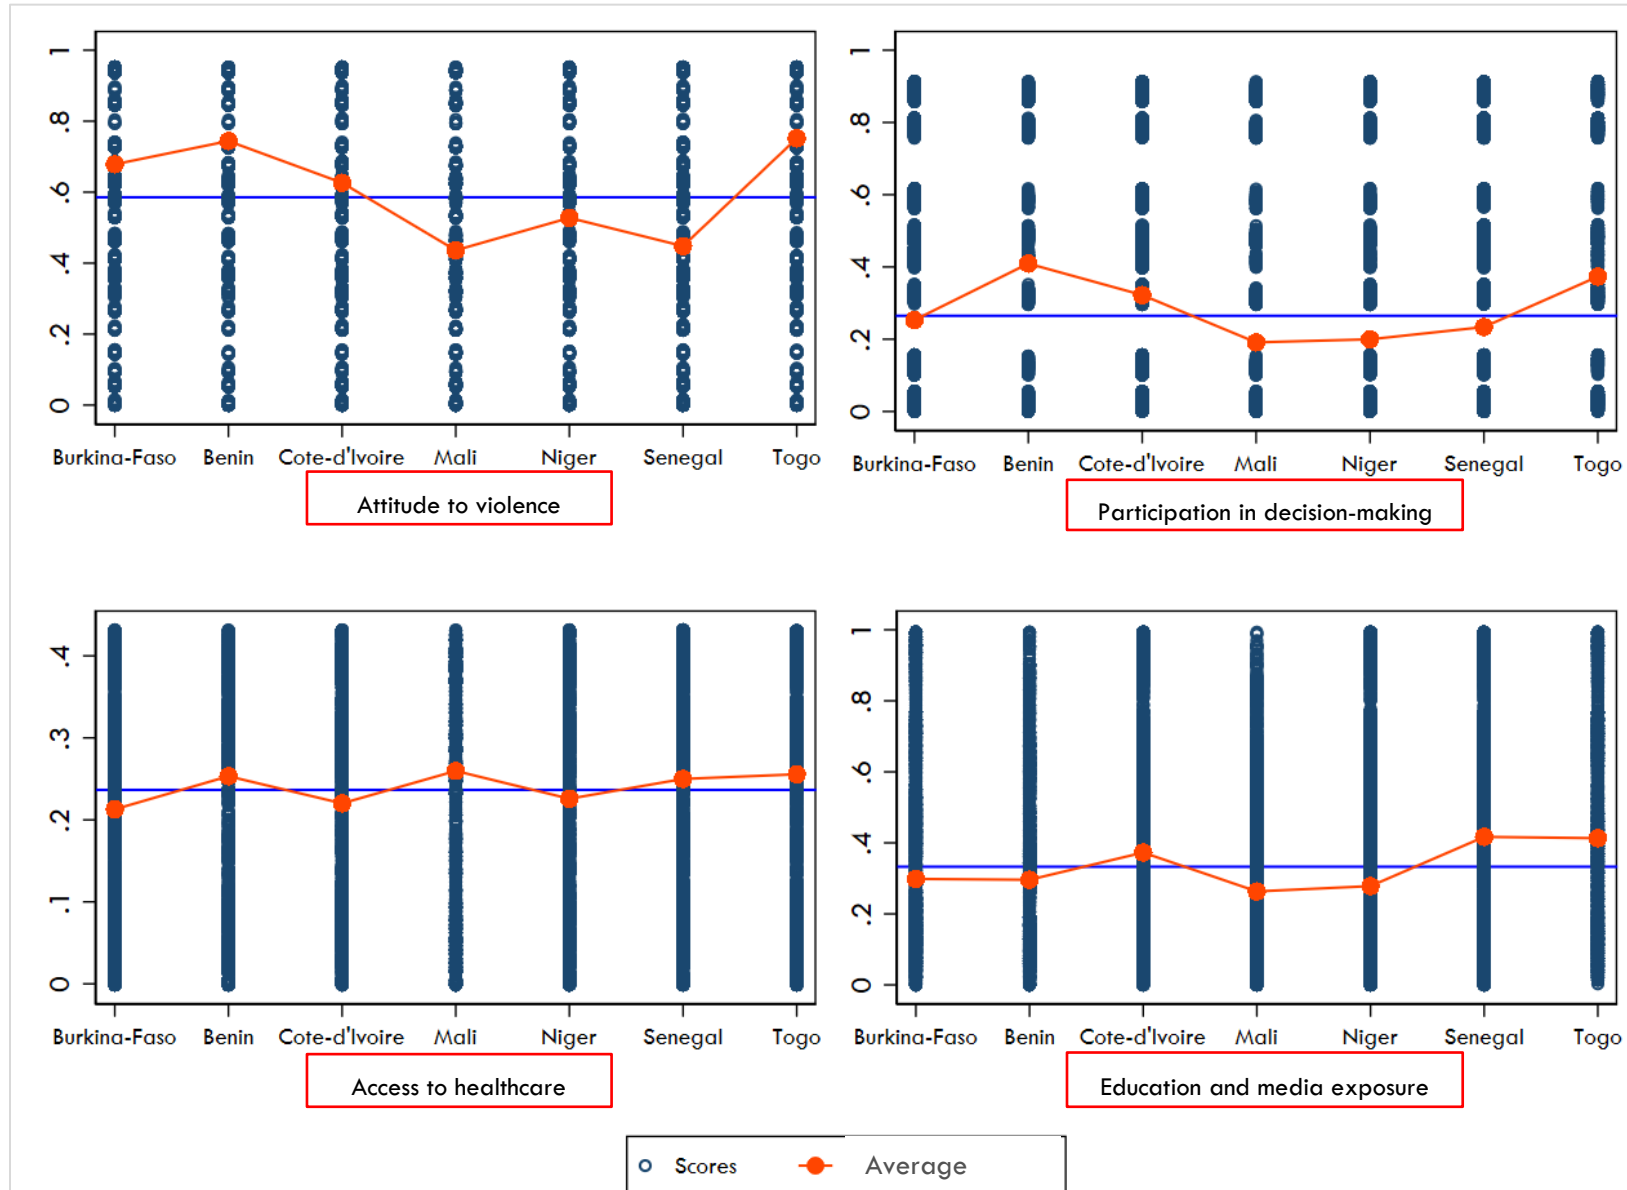 1
.8
.6
.4
.2
0
Burkina-Faso Benin Cote-d'Ivoire Mali Niger Senegal Togo
Attitude to violence
1
.8
.6
.4
.2
0
Burkina-Faso Benin Cote-d'Ivoire Mali Niger Senegal Togo
Participation in decision-making
.4
.3
.2
.1
0
Burkina-Faso Benin Cote-d'Ivoire Mali Niger Senegal Togo
Access to healthcare
1
.8
.6
.4
.2
0
Burkina-Faso Benin Cote-d'Ivoire Mali Niger Senegal Togo
Education and media exposure
Scores Average